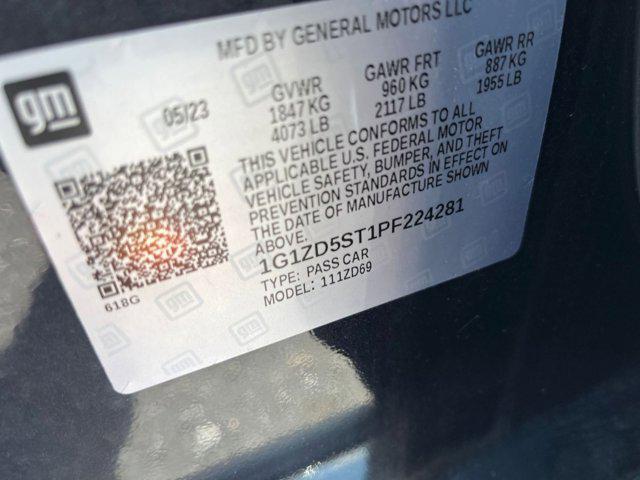 MFD BY GENERAL MOTORS LLC
gm
05/23
GVWR
1847 KG
4073 LB
GAWR FRT
960 KG
2117 LB
GAWR RR
887 KG
1955 LB
THIS VEHICLE CONFORMS TO ALL
APPLICABLE U.S. FEDERAL MOTOR
VEHICLE SAFETY, BUMPER, AND THEFT
PREVENTION STANDARDS IN EFFECT ON
THE DATE OF MANUFACTURE SHOWN
ABOVE.
1G1ZD5ST1PF224281
TYPE: PASS CAR
MODEL: 111ZD69
618G